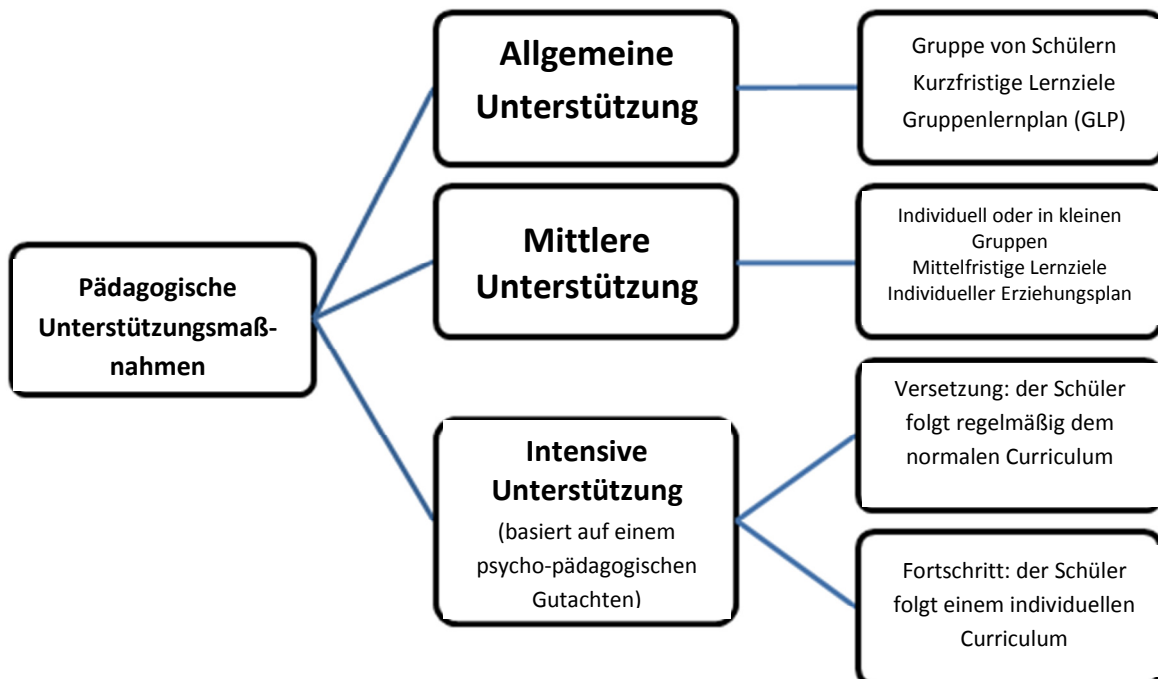 Pädagogische
Unterstützungsmaß-
nahmen
Allgemeine
Unterstützung
Gruppe von Schülern
Kurzfristige Lernziele
Gruppenlernplan (GLP)
Mittlere
Unterstützung
Individuell oder in kleinen
Gruppen
Mittelfristige Lernziele
Individueller Erziehungsplan
Intensive
Unterstützung
(basiert auf einem
psycho-pädagogischen
Gutachten)
Versetzung: der Schüler
folgt regelmäßig dem
normalen Curriculum
Fortschritt: der Schüler
folgt einem individuellen
Curriculum